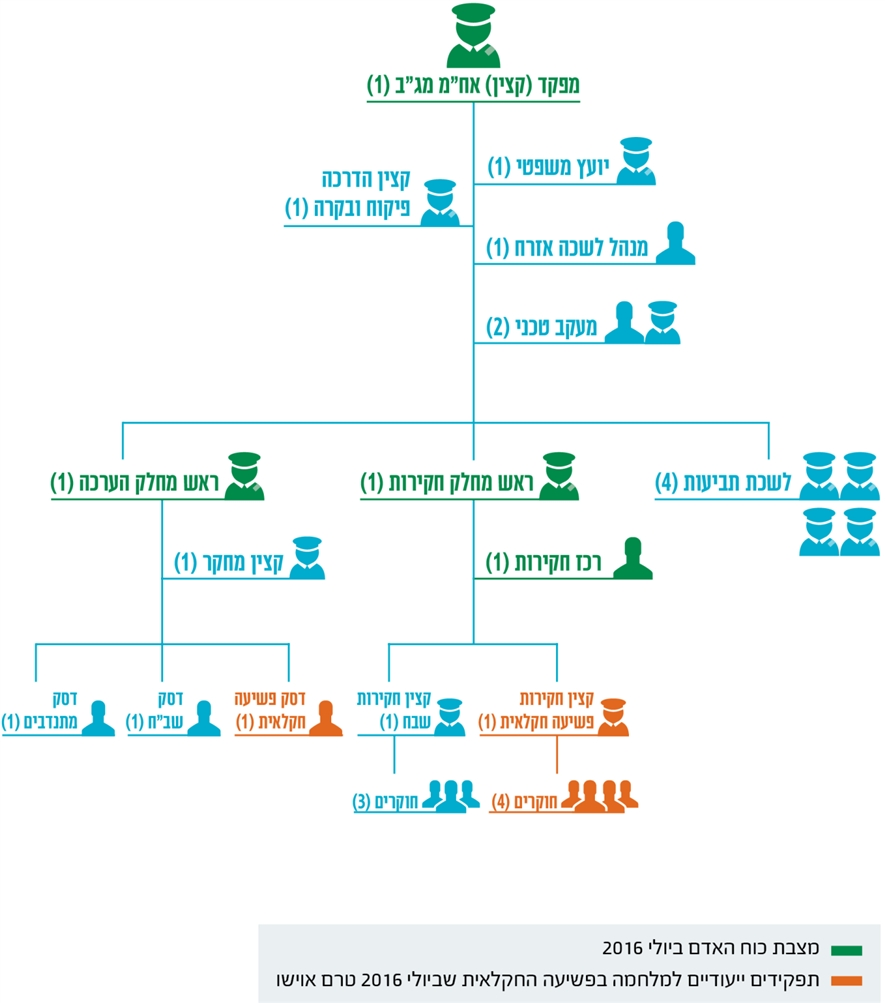 מפקד (קצין) אח"מ מג"ב (1)
יועץ משפטי (1)
קצין הדרכה
פיקוח ובקרה (1)
מנהל לשכה אזרח (1)
מעקב טכני (2)
לשכת תביעות (4)
ראש מחלק חקירות (1)
ראש מחלק הערכה (1)
רכז חקירות (1)
קצין מחקר (1)
קצין חקירות
פשיעה חקלאית (1)
קצין חקירות
שבח (1)
דסק פשיעה
חקלאית (1)
דסק
שב"ח (1)
דסק
מתנדבים (1)
חוקרים (4)
חוקרים (3)
מצבת כוח האדם ביולי 2016
תפקידים ייעודיים למלחמה בפשיעה החקלאית שביולי 2016 טרם אוישו